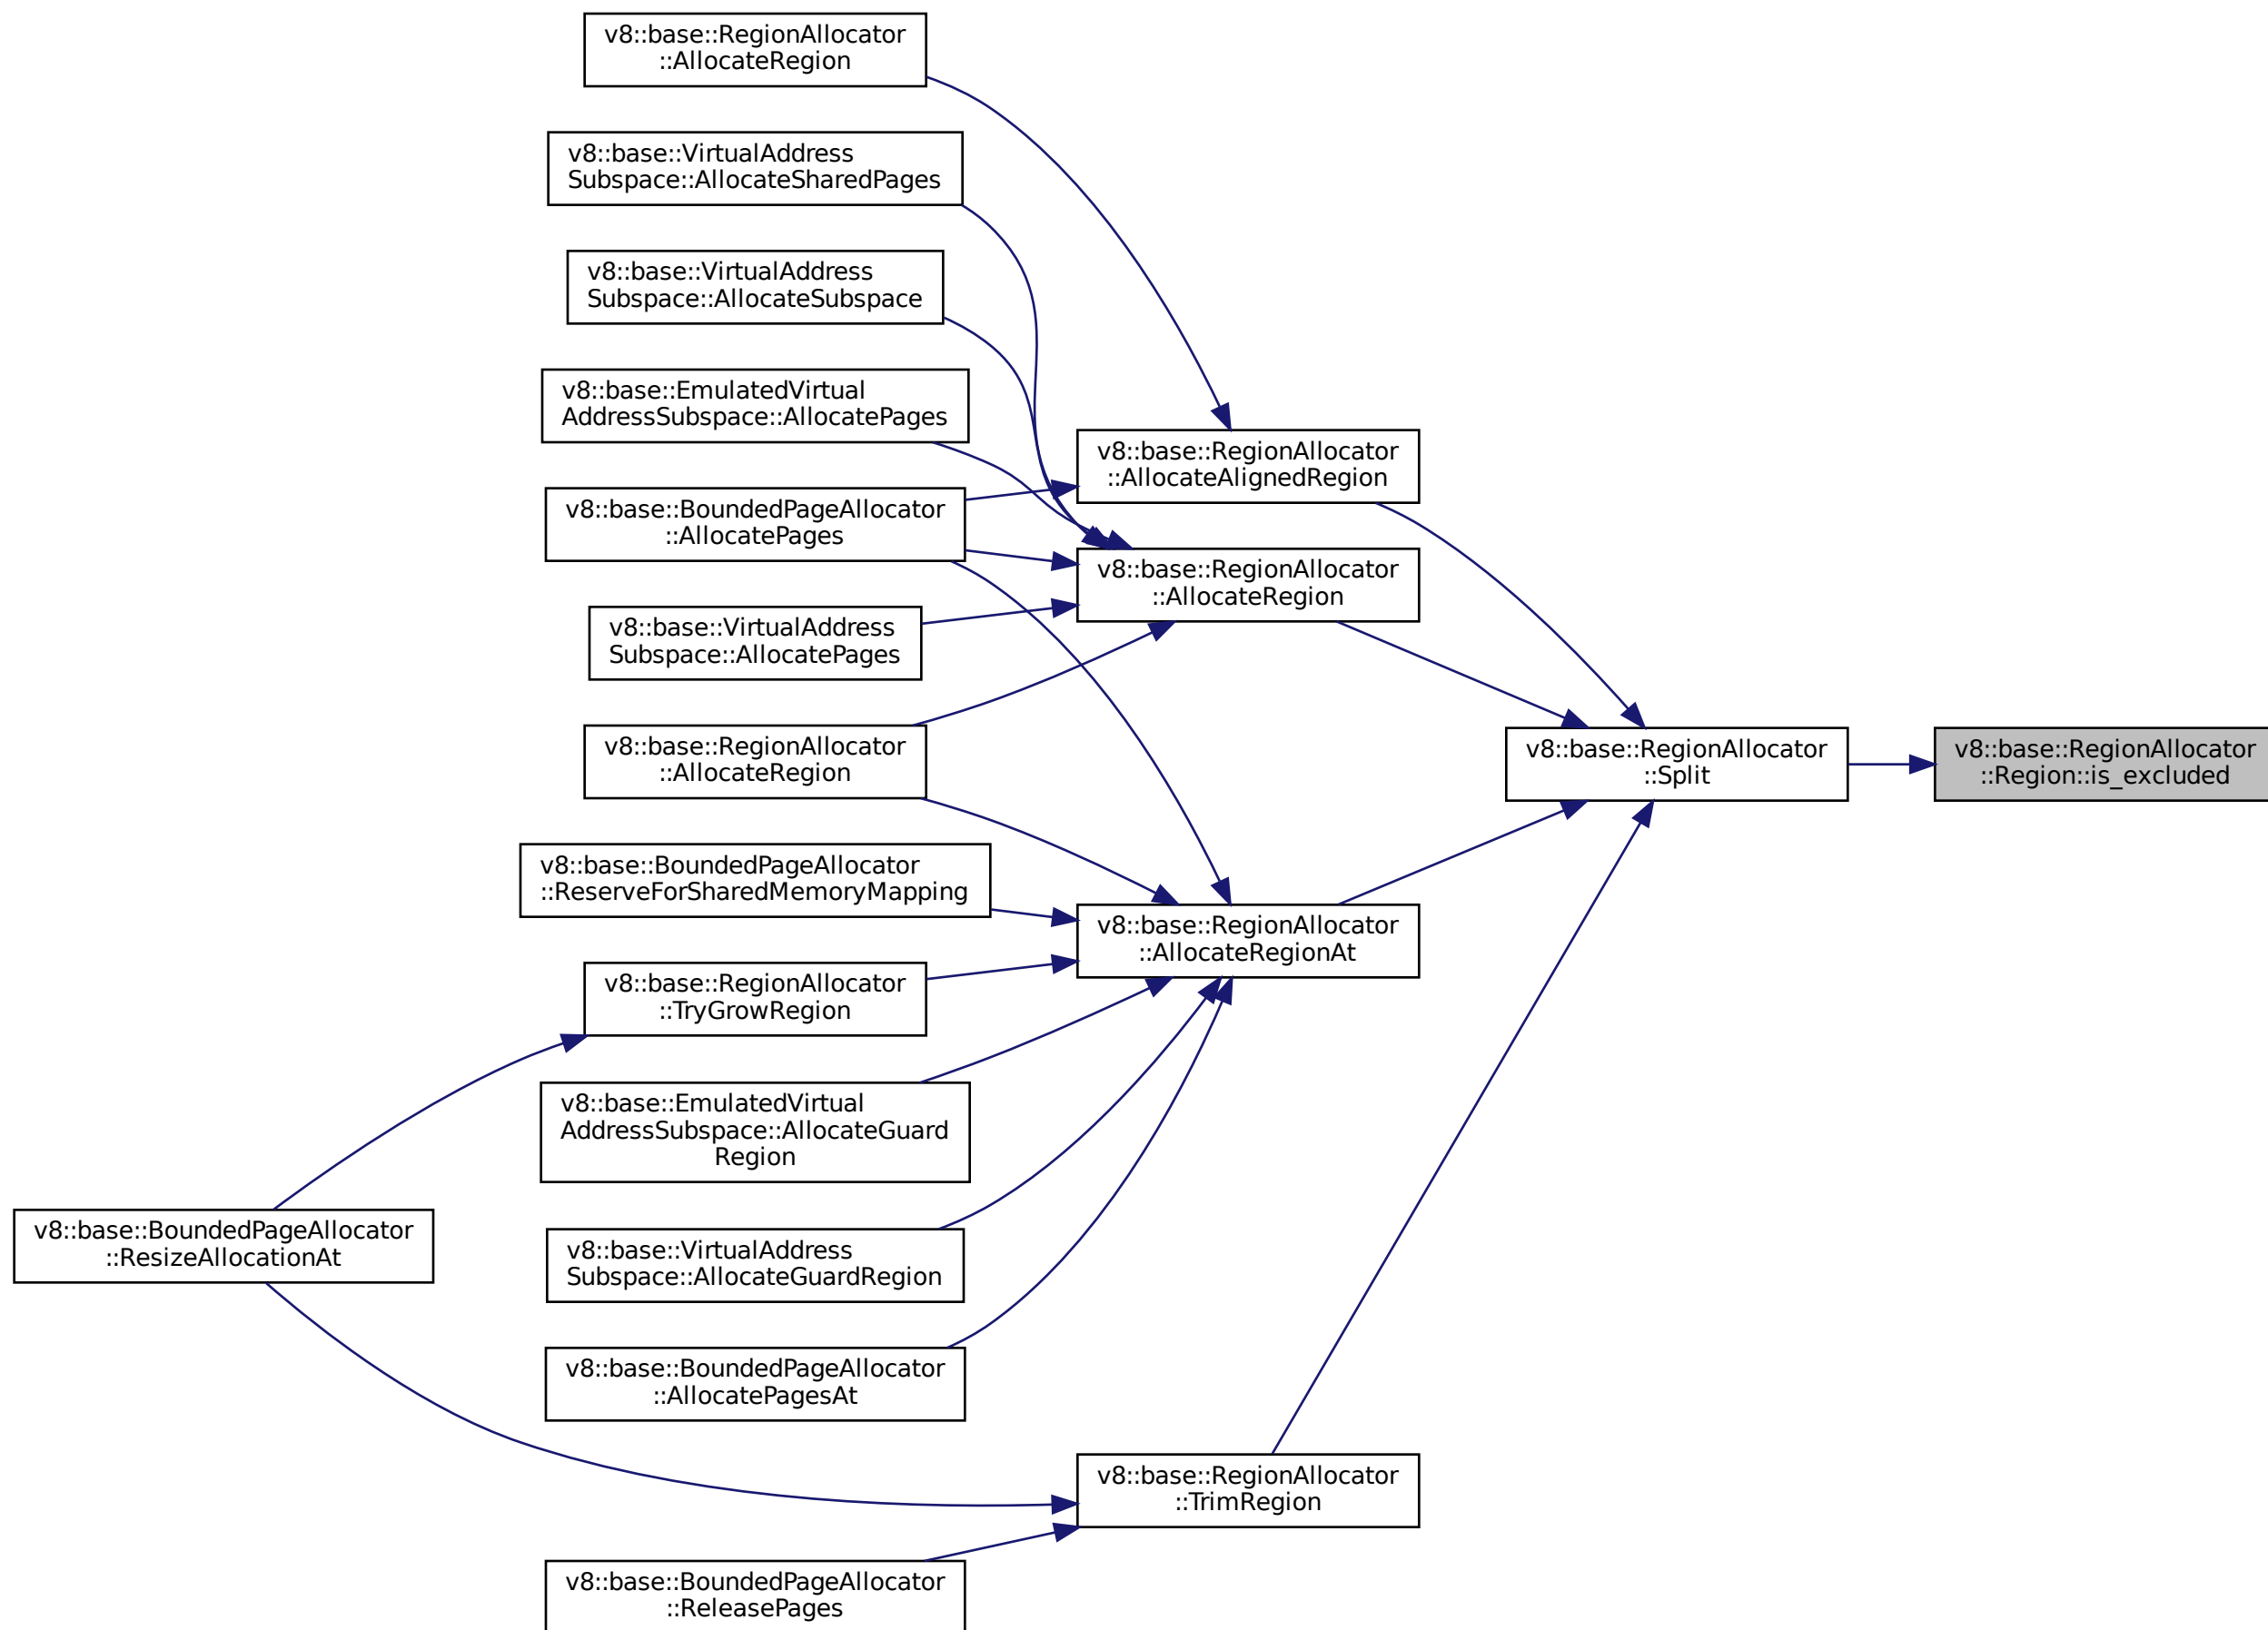 v8::base::RegionAllocator
::AllocateRegion
v8::base::VirtualAddress
Subspace::AllocateSharedPages
v8::base::VirtualAddress
Subspace::AllocateSubspace
v8::base::EmulatedVirtual
AddressSubspace::AllocatePages
v8::base::BoundedPageAllocator
::AllocatePages
v8::base::VirtualAddress
Subspace::AllocatePages
v8::base::RegionAllocator
::AllocateRegion
v8::base::BoundedPageAllocator
::ReserveForSharedMemoryMapping
v8::base::RegionAllocator
::TryGrowRegion
v8::base::EmulatedVirtual
AddressSubspace::AllocateGuard
Region
v8::base::VirtualAddress
Subspace::AllocateGuardRegion
v8::base::BoundedPageAllocator
::AllocatePagesAt
v8::base::BoundedPageAllocator
::ReleasePages
v8::base::BoundedPageAllocator
::ResizeAllocationAt
v8::base::RegionAllocator
::AllocateAlignedRegion
v8::base::RegionAllocator
::AllocateRegion
v8::base::RegionAllocator
::AllocateRegionAt
v8::base::RegionAllocator
::TrimRegion
v8::base::RegionAllocator
::Split
v8::base::RegionAllocator
::Region::is_excluded